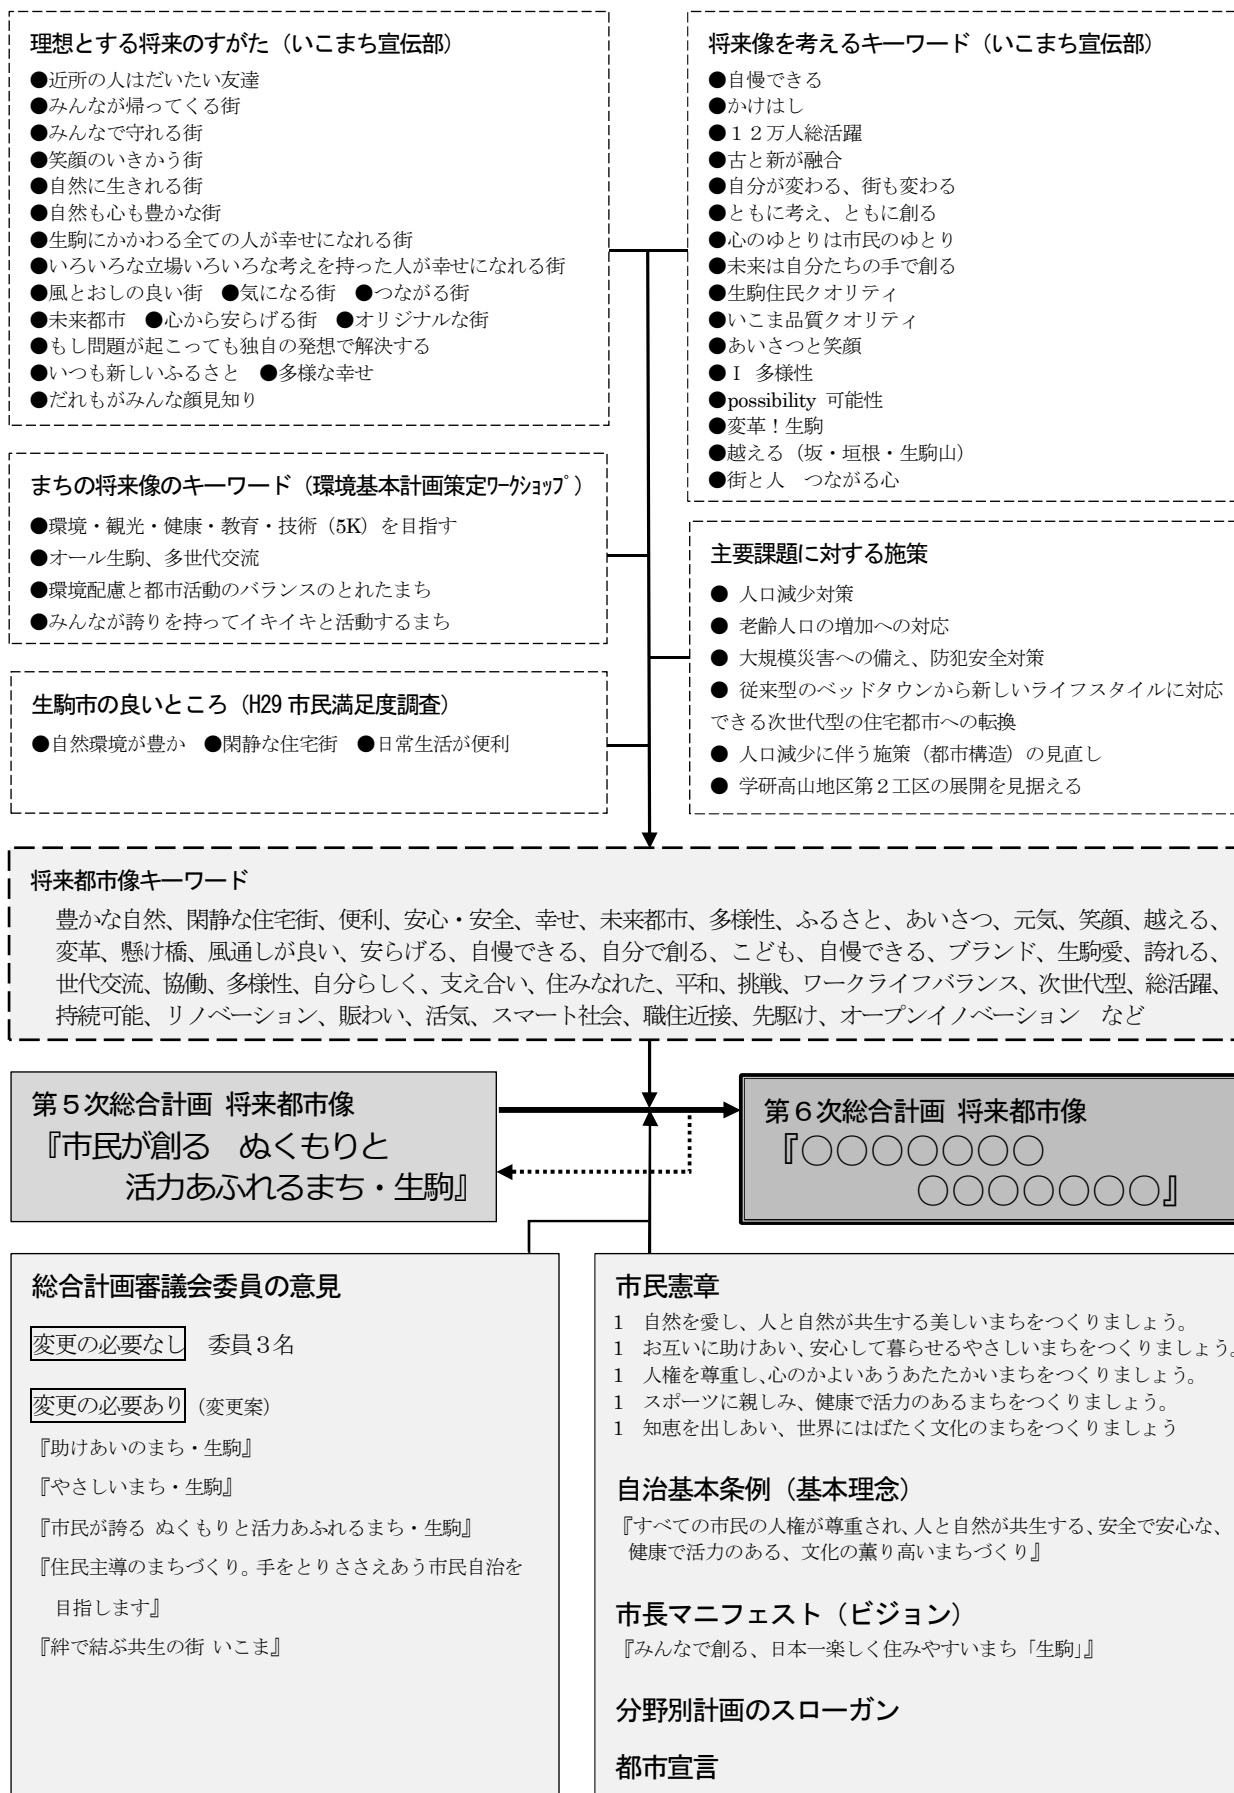 理想とする将来のすがた（いこまち宣伝部）
●近所の人はだいたい友達
●みんなが帰ってくる街
●みんなで守れる街
●笑顔のいきかう街
●自然に生きれる街
●自然も心も豊かな街
●生駒にかかわる全ての人が幸せになれる街
●いろいろな立場いろいろな考えを持った人が幸せになれる街
●風とおしの良い街　●気になる街　●つながる街
●未来都市　●心から安らげる街　●オリジナルな街
●もし問題が起こっても独自の発想で解決する
●いつも新しいふるさと　●多様な幸せ
●だれもがみんな顔見知り
将来像を考えるキーワード（いこまち宣伝部）
●自慢できる
●かけはし
●１２万人総活躍
●古と新が融合
●自分が変わる、街も変わる
●ともに考え、ともに創る
●心のゆとりは市民のゆとり
●未来は自分たちの手で創る
●生駒住民クオリティ
●いこま品質クオリティ
●あいさつと笑顔
●I 多様性
●possibility 可能性
●変革！生駒
●越える（坂・垣根・生駒山）
●街と人　つながる心
まちの将来像のキーワード（環境基本計画策定ﾜｰｸｼｮｯﾌﾟ）
●環境・観光・健康・教育・技術（5K）を目指す
●オール生駒、多世代交流
●環境配慮と都市活動のバランスのとれたまち
●みんなが誇りを持ってイキイキと活動するまち
主要課題に対する施策
● 人口減少対策
● 老齢人口の増加への対応
● 大規模災害への備え、防犯安全対策
● 従来型のベッドタウンから新しいライフスタイルに対応
できる次世代型の住宅都市への転換
● 人口減少に伴う施策（都市構造）の見直し
● 学研高山地区第２工区の展開を見据える
生駒市の良いところ（H29 市民満足度調査）
●自然環境が豊か　●閑静な住宅街　●日常生活が便利
将来都市像キーワード
豊かな自然、閑静な住宅街、便利、安心・安全、幸せ、未来都市、多様性、ふるさと、あいさつ、元気、笑顔、越える、
変革、懸け橋、風通しが良い、安らげる、自慢できる、自分で創る、こども、自慢できる、ブランド、生駒愛、誇れる、
世代交流、協働、多様性、自分らしく、支え合い、住みなれた、平和、挑戦、ワークライフバランス、次世代型、総活躍、
持続可能、リノベーション、賑わい、活気、スマート社会、職住近接、先駆け、オープンイノベーション　など
第５次総合計画 将来都市像
『市民が創る　ぬくもりと
活力あふれるまち・生駒』
第６次総合計画 将来都市像
『○○○○○○○
○○○○○○○』
総合計画審議会委員の意見
変更の必要なし　委員３名
変更の必要あり（変更案）
『助けあいのまち・生駒』
『やさしいまち・生駒』
『市民が誇る ぬくもりと活力あふれるまち・生駒』
『住民主導のまちづくり。手をとりささえあう市民自治を
目指します』
『絆で結ぶ共生の街 いこま』
市民憲章
1　自然を愛し、人と自然が共生する美しいまちをつくりましょう。
1　お互いに助けあい、安心して暮らせるやさしいまちをつくりましょう。
1　人権を尊重し、心のかよいあうあたたかいまちをつくりましょう。
1　スポーツに親しみ、健康で活力のあるまちをつくりましょう。
1　知恵を出しあい、世界にはばたく文化のまちをつくりましょう
自治基本条例（基本理念）
『すべての市民の人権が尊重され、人と自然が共生する、安全で安心な、
健康で活力のある、文化の薫り高いまちづくり』
市長マニフェスト（ビジョン）
『みんなで創る、日本一楽しく住みやすいまち「生駒」』
分野別計画のスローガン
都市宣言